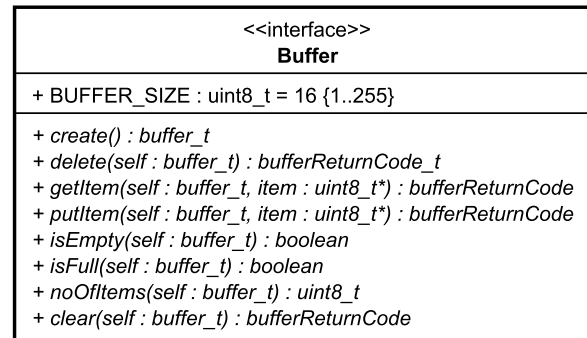 <<interface>>
Buffer
+ BUFFER_SIZE : uint8_t = 16 {1..255}
+ create() : buffer_t
+ delete(self : buffer_t) : bufferReturnCode_t
+ getItem(self : buffer_t, item : uint8_t*) : bufferReturnCode
+ putItem(self : buffer_t, item : uint8_t*) : bufferReturnCode
+ isEmpty(self : buffer_t) : boolean
+ isFull(self : buffer_t) : boolean
+ noOfItems(self : buffer_t) : uint8_t
+ clear(self : buffer_t) : bufferReturnCode